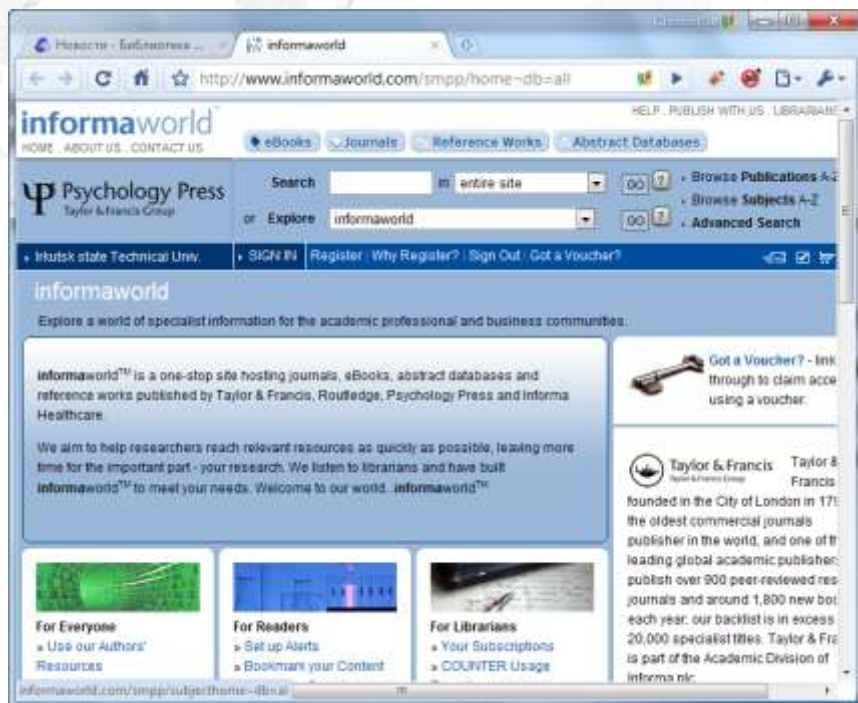 Новости - Библиотека ...
informaworld
http://www.informaworld.com/smpp/home~db=all
HELP . PUBLISH WITH US . LIBRARIANS
informaworld™
HOME . ABOUT US . CONTACT US
eBooks Journals Reference Works Abstract Databases
Psychology Press
Taylor & Francis Group
Search in entire site GO ?
or Explore informaworld GO ?
Browse Publications A-Z
Browse Subjects A-Z
Advanced Search
Irkutsk state Technical Univ.
SIGN IN Register | Why Register? | Sign Out | Got a Voucher?
informaworld
Explore a world of specialist information for the academic professional and business communities.
informaworld™ is a one-stop site hosting journals, eBooks, abstract databases and
reference works published by Taylor & Francis, Routledge, Psychology Press and Informa
Healthcare.
We aim to help researchers reach relevant resources as quickly as possible, leaving more
time for the important part - your research. We listen to librarians and have built
informaworld™ to meet your needs. Welcome to our world...informaworld™
Got a Voucher? - link
through to claim acce
using a voucher.
Taylor & Francis
Taylor & Francis Group
Taylor &
Francis
founded in the City of London in 179
the oldest commercial journals
publisher in the world, and one of th
leading global academic publisher
publish over 900 peer-reviewed res
journals and around 1,800 new boo
each year: our backlist is in excess
20,000 specialist titles. Taylor & Fra
is part of the Academic Division of
Informa plc
For Everyone
» Use our Authors'
Resources
For Readers
» Set up Alerts
» Bookmark your Content
For Librarians
» Your Subscriptions
» COUNTER Usage
informaworld.com/smpp/subjecthome~db=all